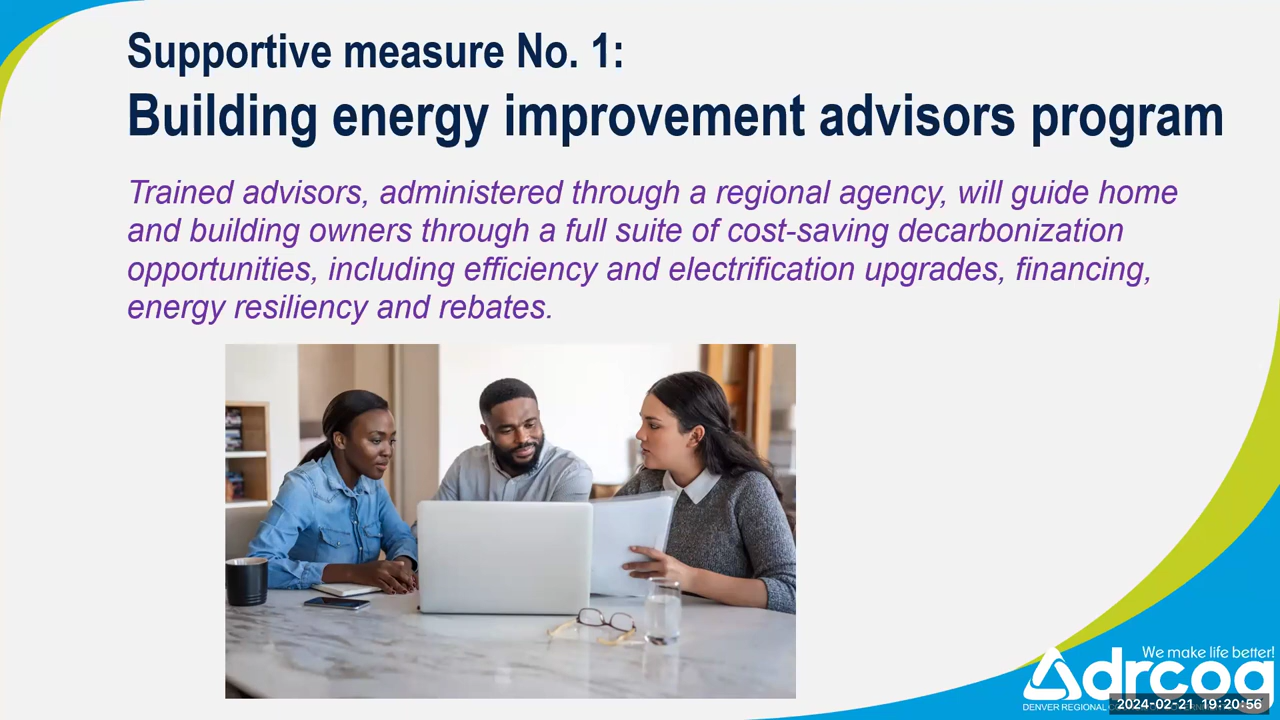 Supportive measure No. 1:
Building energy improvement advisors program
Trained advisors, administered through a regional agency, will guide home
and building owners through a full suite of cost-saving decarbonization
opportunities, including efficiency and electrification upgrades, financing,
energy resiliency and rebates.
We make life better!
drcog
DENVER REGIONAL
2024-02-21 19:20:56